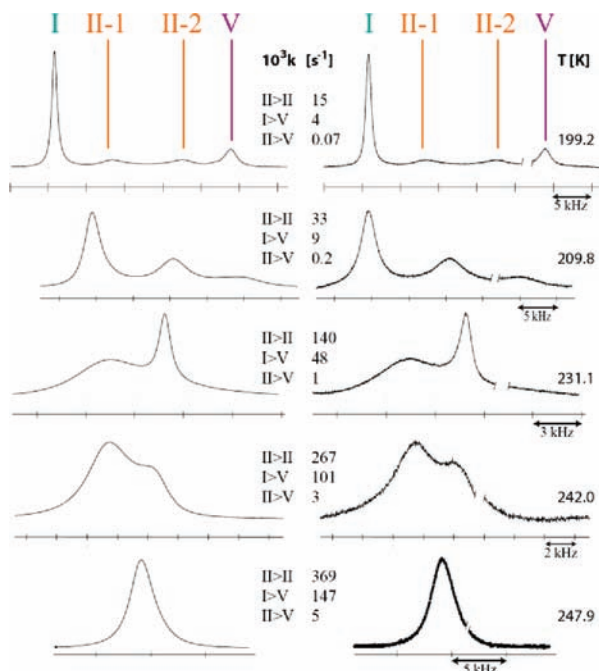 I II-1 II-2 V 10³k [s⁻¹] I II-1 II-2 V T [K]
II>II 15
I>V 4
II>V 0.07
199.2
5 kHz
II>II 33
I>V 9
II>V 0.2
209.8
5 kHz
II>II 140
I>V 48
II>V 1
231.1
3 kHz
II>II 267
I>V 101
II>V 3
242.0
2 kHz
II>II 369
I>V 147
II>V 5
247.9
5 kHz